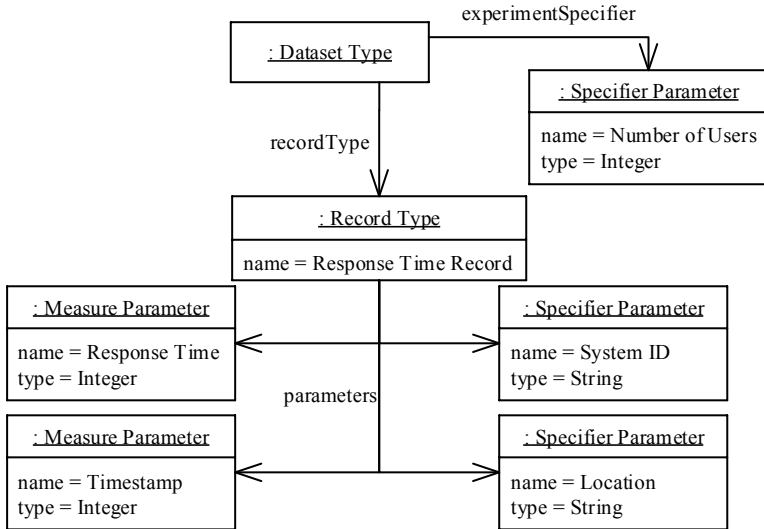 experimentSpecifier
: Dataset Type
: Specifier Parameter
name = Number of Users
type = Integer
recordType
: Record Type
name = Response Time Record
: Measure Parameter
name = Response Time
type = Integer
: Specifier Parameter
name = System ID
type = String
parameters
: Measure Parameter
name = Timestamp
type = Integer
: Specifier Parameter
name = Location
type = String